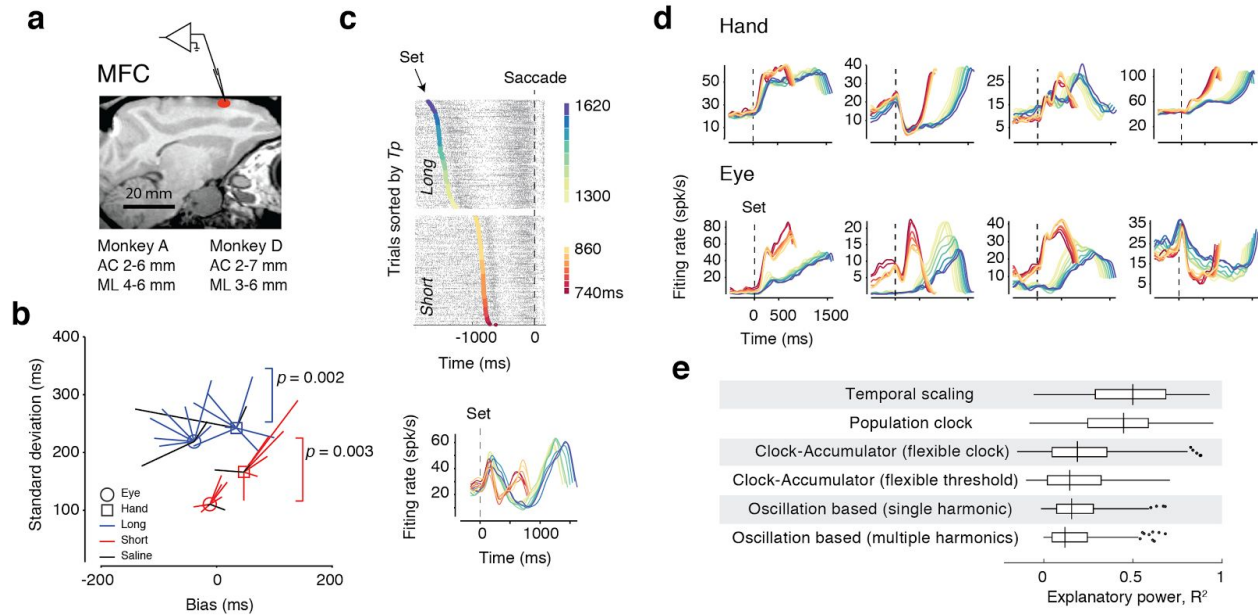 a
MFC
20 mm
Monkey A
AC 2-6 mm
ML 4-6 mm
Monkey D
AC 2-7 mm
ML 3-6 mm
b
Standard deviation (ms)
400
300
200
100
p = 0.002
p = 0.003
Eye
Hand
Long
Short
Saline
-200
0
200
Bias (ms)
c
Set
Saccade
Trials sorted by Tp
Long
Short
1620
1300
860
740ms
-1000
0
Time (ms)
Set
Fiting rate (spk/s)
60
40
20
0
1000
Time (ms)
d
Hand
50
30
10
40
30
20
10
0
25
15
5
100
80
60
40
20
Eye
Set
Fiting rate (spk/s)
80
60
40
20
0
500
1500
Time (ms)
20
15
10
5
40
30
20
10
35
25
15
5
e
Temporal scaling
Population clock
Clock-Accumulator (flexible clock)
Clock-Accumulator (flexible threshold)
Oscillation based (single harmonic)
Oscillation based (multiple harmonics)
0
0.5
1
Explanatory power, R²